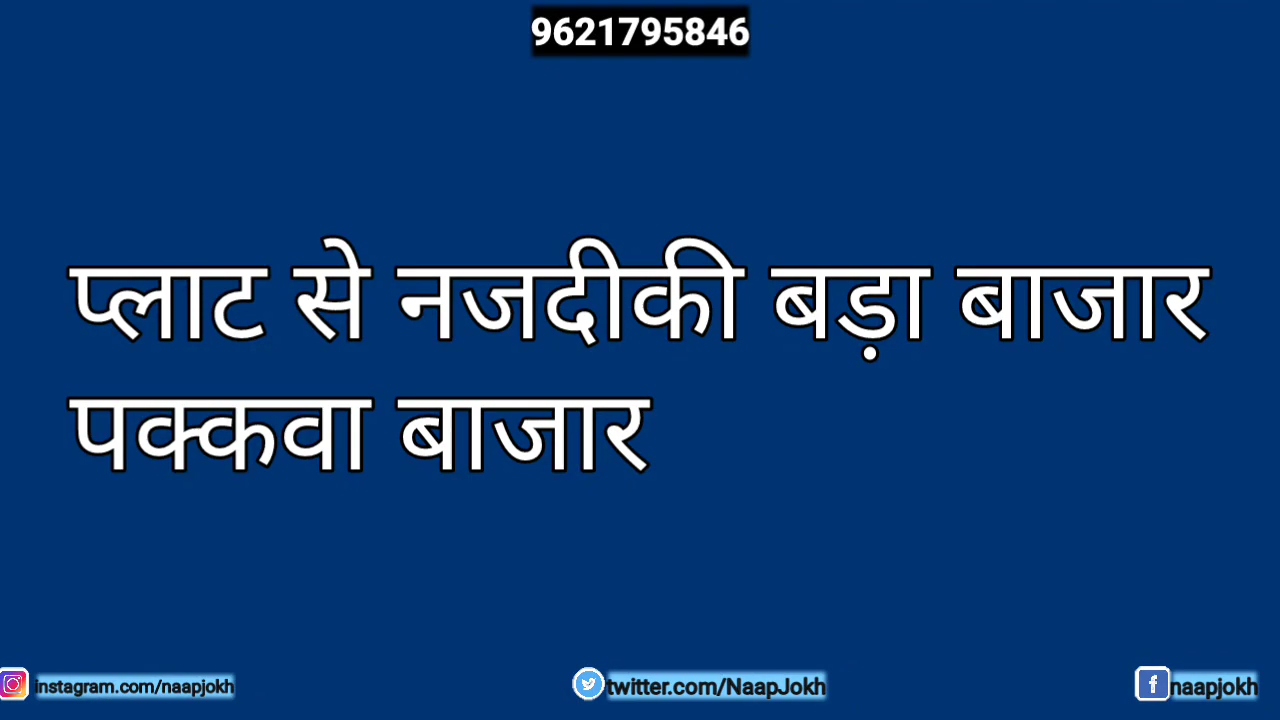 9621795846
प्लाट से नजदीकी बड़ा बाजार
पक्कवा बाजार
instagram.com/naapjokh
twitter.com/NaapJokh
naapjokh